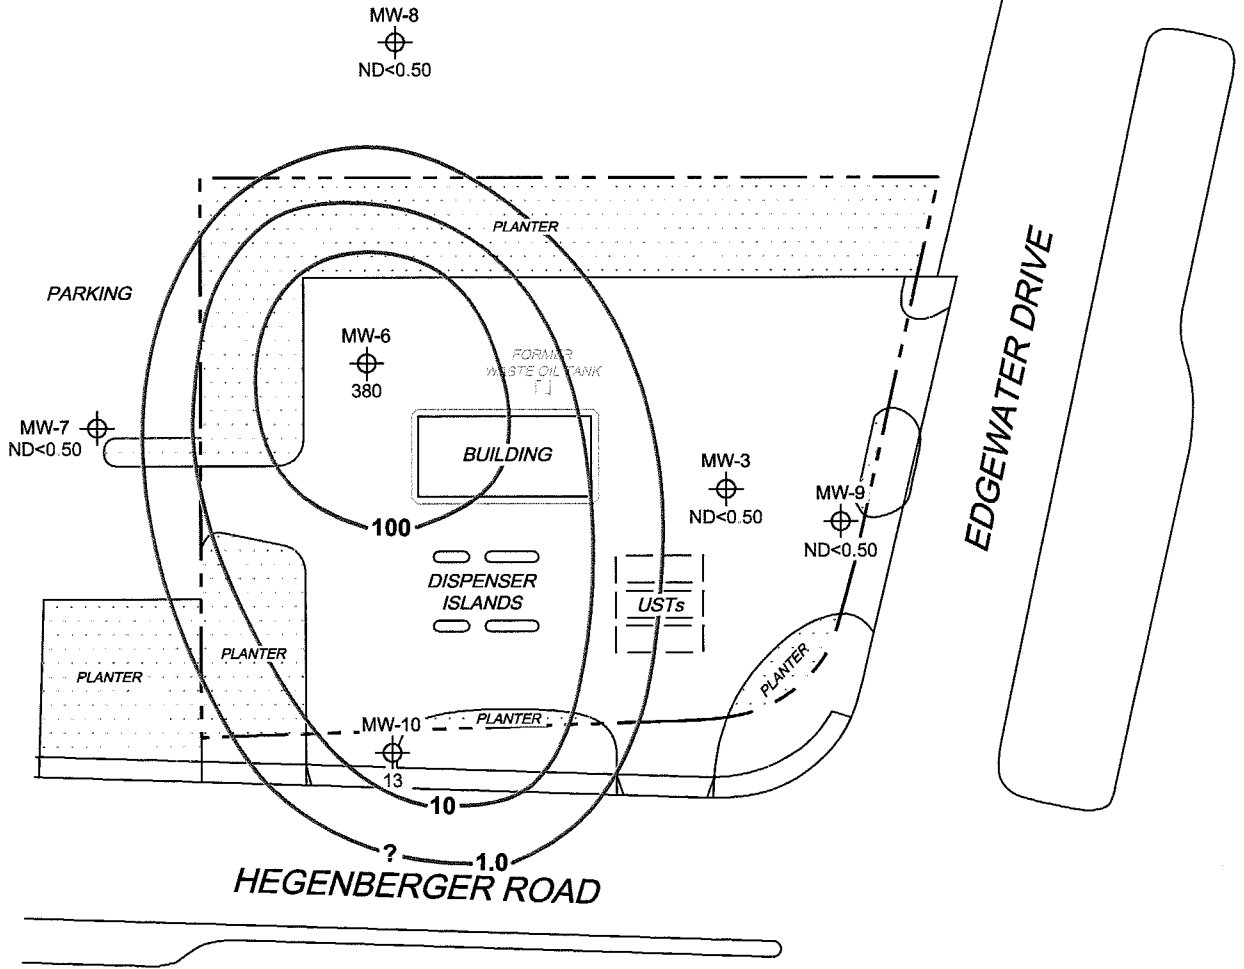 MW-8
ND<0.50
PLANTER
PARKING
MW-6
380
FORMER
WASTE OIL TANK
EDGEWATER DRIVE
MW-7
ND<0.50
BUILDING
MW-3
ND<0.50
MW-9
ND<0.50
100
DISPENSER
ISLANDS
USTs
PLANTER
PLANTER
PLANTER
PLANTER
MW-10
13
10
?
1.0
HEGENBERGER ROAD